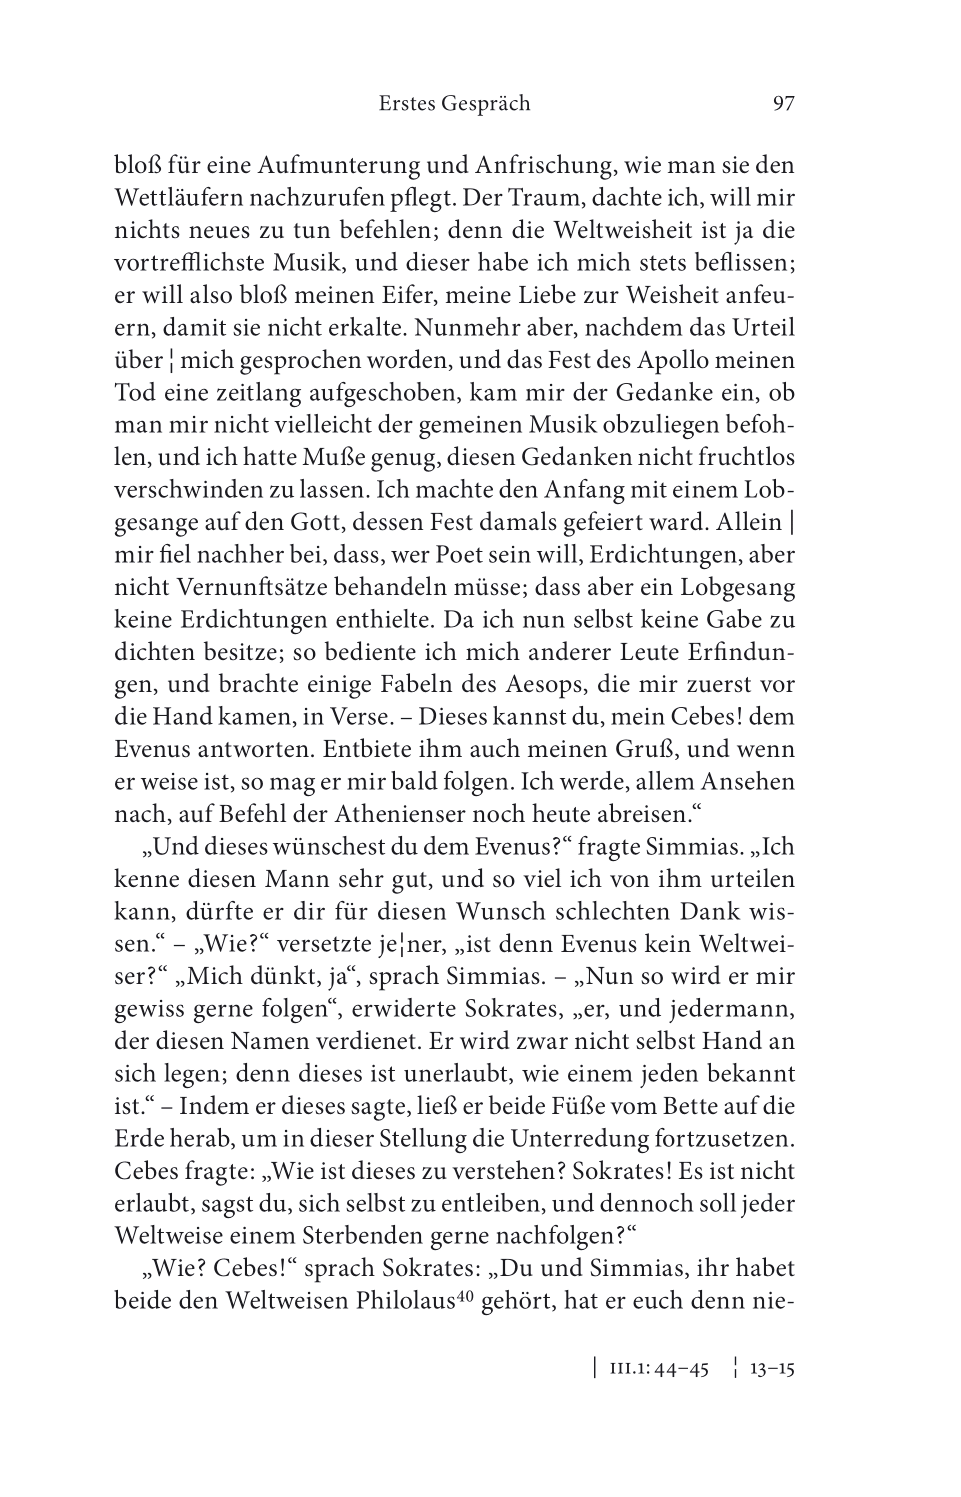 Erstes Gespräch 97
bloß für eine Aufmunterung und Anfrischung, wie man sie den
Wettläufern nachzurufen pflegt. Der Traum, dachte ich, will mir
nichts neues zu tun befehlen; denn die Weltweisheit ist ja die
vortrefflichste Musik, und dieser habe ich mich stets beflissen;
er will also bloß meinen Eifer, meine Liebe zur Weisheit anfeu-
ern, damit sie nicht erkalte. Nunmehr aber, nachdem das Urteil
über ¦ mich gesprochen worden, und das Fest des Apollo meinen
Tod eine zeitlang aufgeschoben, kam mir der Gedanke ein, ob
man mir nicht vielleicht der gemeinen Musik obzuliegen befoh-
len, und ich hatte Muße genug, diesen Gedanken nicht fruchtlos
verschwinden zu lassen. Ich machte den Anfang mit einem Lob-
gesange auf den Gott, dessen Fest damals gefeiert ward. Allein |
mir fiel nachher bei, dass, wer Poet sein will, Erdichtungen, aber
nicht Vernunftsätze behandeln müsse; dass aber ein Lobgesang
keine Erdichtungen enthielte. Da ich nun selbst keine Gabe zu
dichten besitze; so bediente ich mich anderer Leute Erfindun-
gen, und brachte einige Fabeln des Aesops, die mir zuerst vor
die Hand kamen, in Verse. – Dieses kannst du, mein Cebes! dem
Evenus antworten. Entbiete ihm auch meinen Gruß, und wenn
er weise ist, so mag er mir bald folgen. Ich werde, allem Ansehen
nach, auf Befehl der Athenienser noch heute abreisen.“
„Und dieses wünschest du dem Evenus?“ fragte Simmias. „Ich
kenne diesen Mann sehr gut, und so viel ich von ihm urteilen
kann, dürfte er dir für diesen Wunsch schlechten Dank wis-
sen.“ – „Wie?“ versetzte je¦ner, „ist denn Evenus kein Weltwei-
ser?“ „Mich dünkt, ja“, sprach Simmias. – „Nun so wird er mir
gewiss gerne folgen“, erwiderte Sokrates, „er, und jedermann,
der diesen Namen verdienet. Er wird zwar nicht selbst Hand an
sich legen; denn dieses ist unerlaubt, wie einem jeden bekannt
ist.“ – Indem er dieses sagte, ließ er beide Füße vom Bette auf die
Erde herab, um in dieser Stellung die Unterredung fortzusetzen.
Cebes fragte: „Wie ist dieses zu verstehen? Sokrates! Es ist nicht
erlaubt, sagst du, sich selbst zu entleiben, und dennoch soll jeder
Weltweise einem Sterbenden gerne nachfolgen?“
„Wie? Cebes!“ sprach Sokrates: „Du und Simmias, ihr habet
beide den Weltweisen Philolaus⁴⁰ gehört, hat er euch denn nie-
| III.1: 44–45 ¦ 13–15